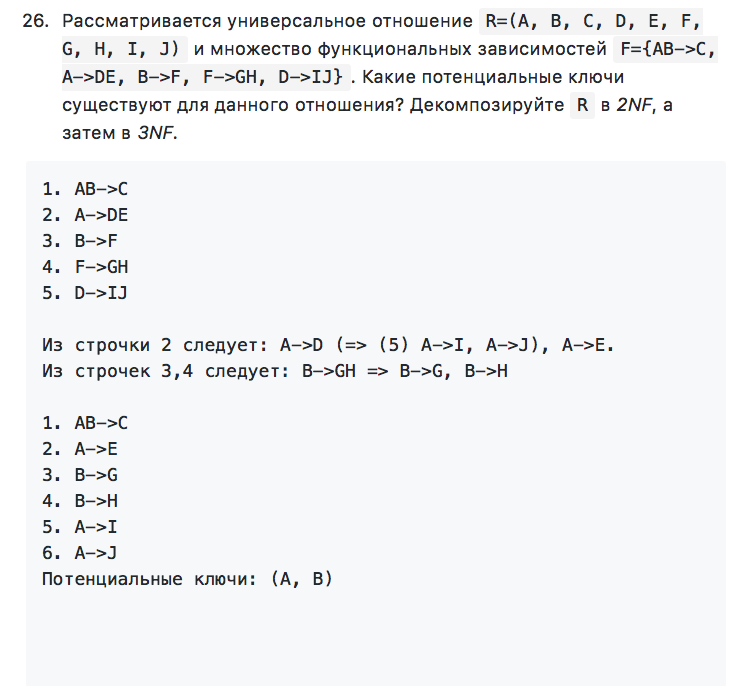 26. Рассматривается универсальное отношение R=(A, B, C, D, E, F,
G, H, I, J) и множество функциональных зависимостей F={AB->C,
A->DE, B->F, F->GH, D->IJ} . Какие потенциальные ключи
существуют для данного отношения? Декомпозируйте R в 2NF, а
затем в 3NF.
1. AB->C
2. A->DE
3. B->F
4. F->GH
5. D->IJ
Из строчки 2 следует: A->D (=> (5) A->I, A->J), A->E.
Из строчек 3,4 следует: B->GH => B->G, B->H
1. AB->C
2. A->E
3. B->G
4. B->H
5. A->I
6. A->J
Потенциальные ключи: (A, B)